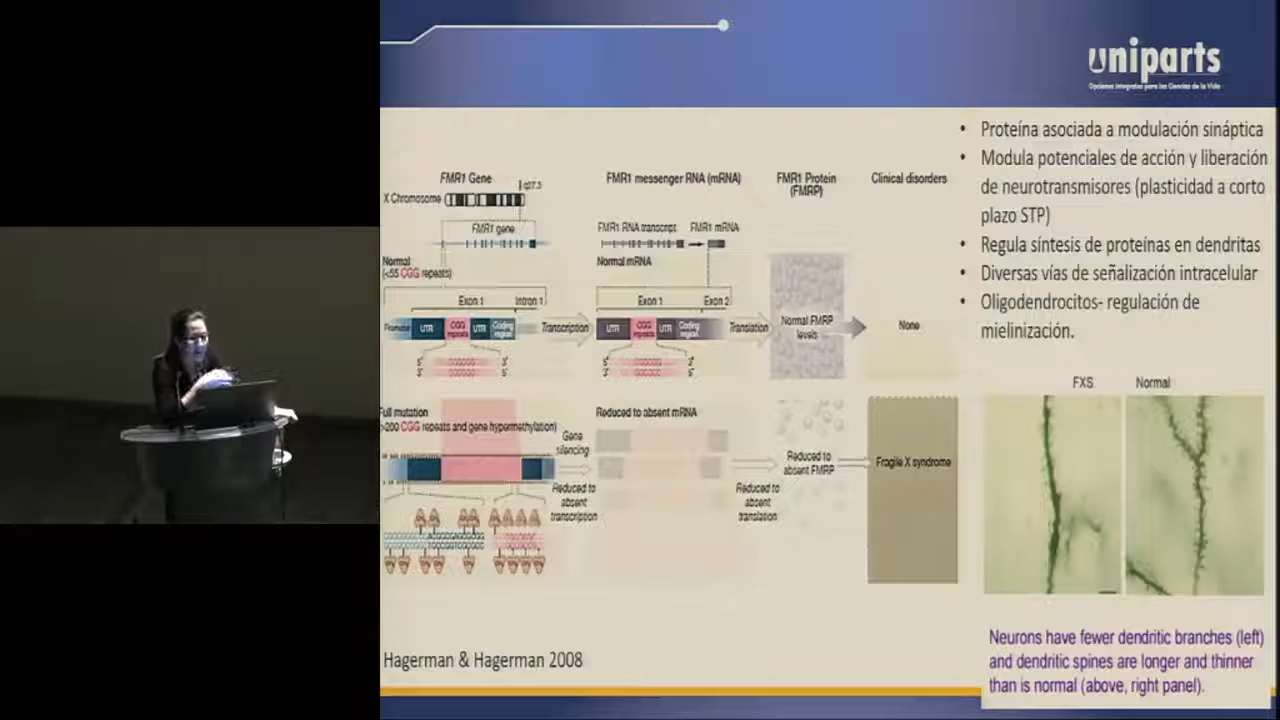 uniparts
Opciones Integrales para las Ciencias de la Vida
• Proteína asociada a modulación sináptica
• Modula potenciales de acción y liberación
de neurotransmisores (plasticidad a corto
plazo STP)
• Regula síntesis de proteínas en dendritas
• Diversas vías de señalización intracelular
• Oligodendrocitos- regulación de
mielinización.
FMR1 Gene
FMR1 messenger RNA (mRNA)
FMR1 Protein
(FMRP)
Clinical disorders
q27.3
X Chromosome
FMR1 gene
FMR1 RNA transcript
FMR1 mRNA
Normal
(<55 CGG repeats)
Normal mRNA
Exon 1
Intron 1
Exon 1
Exon 2
Promoter
UTR
CGG
repeats
UTR
Coding
region
Transcription
UTR
CGG
repeats
UTR
Coding
region
Translation
Normal FMRP
levels
None
Full mutation
>200 CGG repeats and gene hypermethylation)
Gene
silencing
Reduced to
absent
transcription
Reduced to absent mRNA
Reduced to
absent
translation
Reduced to
absent FMRP
Fragile X syndrome
FXS
Normal
Neurons have fewer dendritic branches (left)
and dendritic spines are longer and thinner
than is normal (above, right panel).
Hagerman & Hagerman 2008